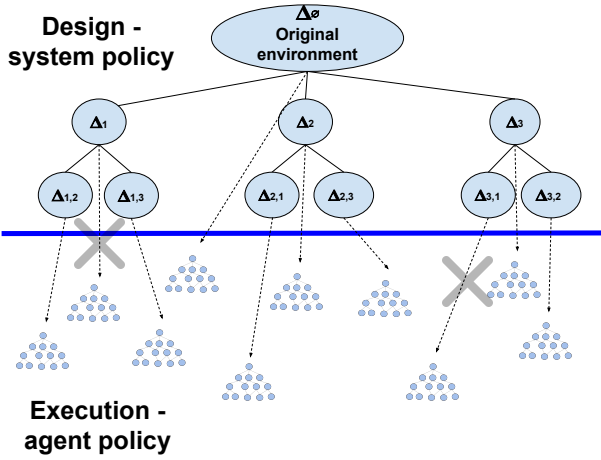 Design -
system policy
Δ∅
Original
environment
Δ1
Δ2
Δ3
Δ1,2
Δ1,3
Δ2,1
Δ2,3
Δ3,1
Δ3,2
Execution -
agent policy